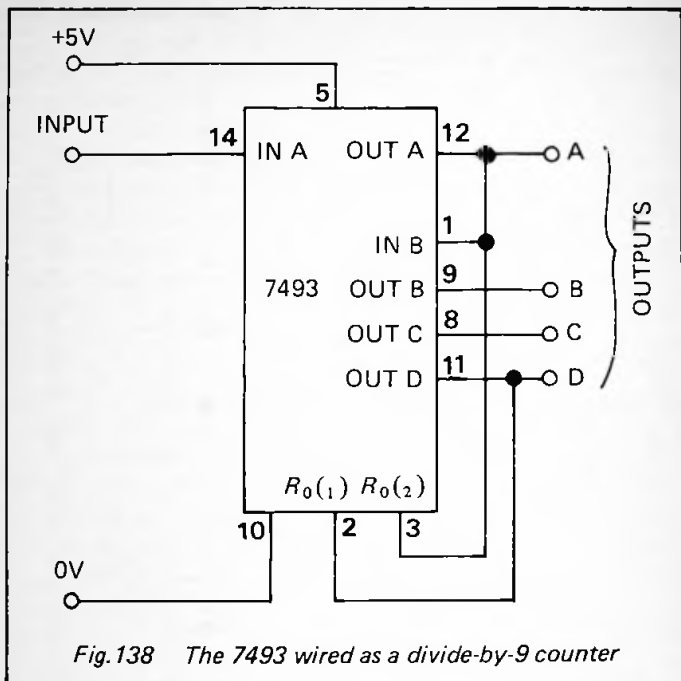 +5V
5
INPUT
14 IN A OUT A 12 A
IN B 1
7493 OUT B 9 B
OUT C 8 C
OUT D 11 D
OUTPUTS
R₀(₁) R₀(₂)
10 2 3
0V
Fig.138 The 7493 wired as a divide-by-9 counter